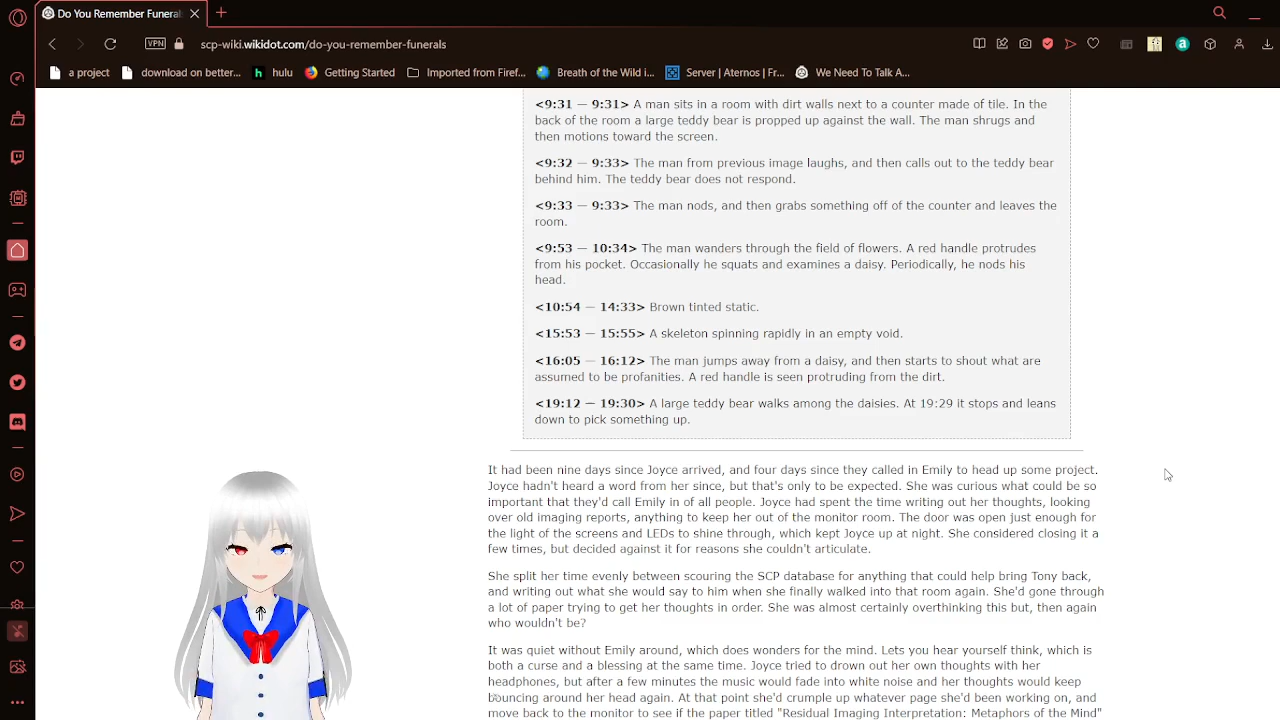 Do You Remember Funerals
VPN
scp-wiki.wikidot.com/do-you-remember-funerals
a project
download on better...
hulu
Getting Started
Imported from Firef...
Breath of the Wild i...
Server | Aternos | Fr...
We Need To Talk A...
<9:31 — 9:31> A man sits in a room with dirt walls next to a counter made of tile. In the
back of the room a large teddy bear is propped up against the wall. The man shrugs and
then motions toward the screen.
<9:32 — 9:33> The man from previous image laughs, and then calls out to the teddy bear
behind him. The teddy bear does not respond.
<9:33 — 9:33> The man nods, and then grabs something off of the counter and leaves the
room.
<9:53 — 10:34> The man wanders through the field of flowers. A red handle protrudes
from his pocket. Occasionally he squats and examines a daisy. Periodically, he nods his
head.
<10:54 — 14:33> Brown tinted static.
<15:53 — 15:55> A skeleton spinning rapidly in an empty void.
<16:05 — 16:12> The man jumps away from a daisy, and then starts to shout what are
assumed to be profanities. A red handle is seen protruding from the dirt.
<19:12 — 19:30> A large teddy bear walks among the daisies. At 19:29 it stops and leans
down to pick something up.
It had been nine days since Joyce arrived, and four days since they called in Emily to head up some project.
Joyce hadn't heard a word from her since, but that's only to be expected. She was curious what could be so
important that they'd call Emily in of all people. Joyce had spent the time writing out her thoughts, looking
over old imaging reports, anything to keep her out of the monitor room. The door was open just enough for
the light of the screens and LEDs to shine through, which kept Joyce up at night. She considered closing it a
few times, but decided against it for reasons she couldn't articulate.
She split her time evenly between scouring the SCP database for anything that could help bring Tony back,
and writing out what she would say to him when she finally walked into that room again. She'd gone through
a lot of paper trying to get her thoughts in order. She was almost certainly overthinking this but, then again
who wouldn't be?
It was quiet without Emily around, which does wonders for the mind. Lets you hear yourself think, which is
both a curse and a blessing at the same time. Joyce tried to drown out her own thoughts with her
headphones, but after a few minutes the music would fade into white noise and her thoughts would keep
bouncing around her head again. At that point she'd crumple up whatever page she'd been working on, and
move back to the monitor to see if the paper titled "Residual Imaging Interpretation: Metaphors of the Mind"